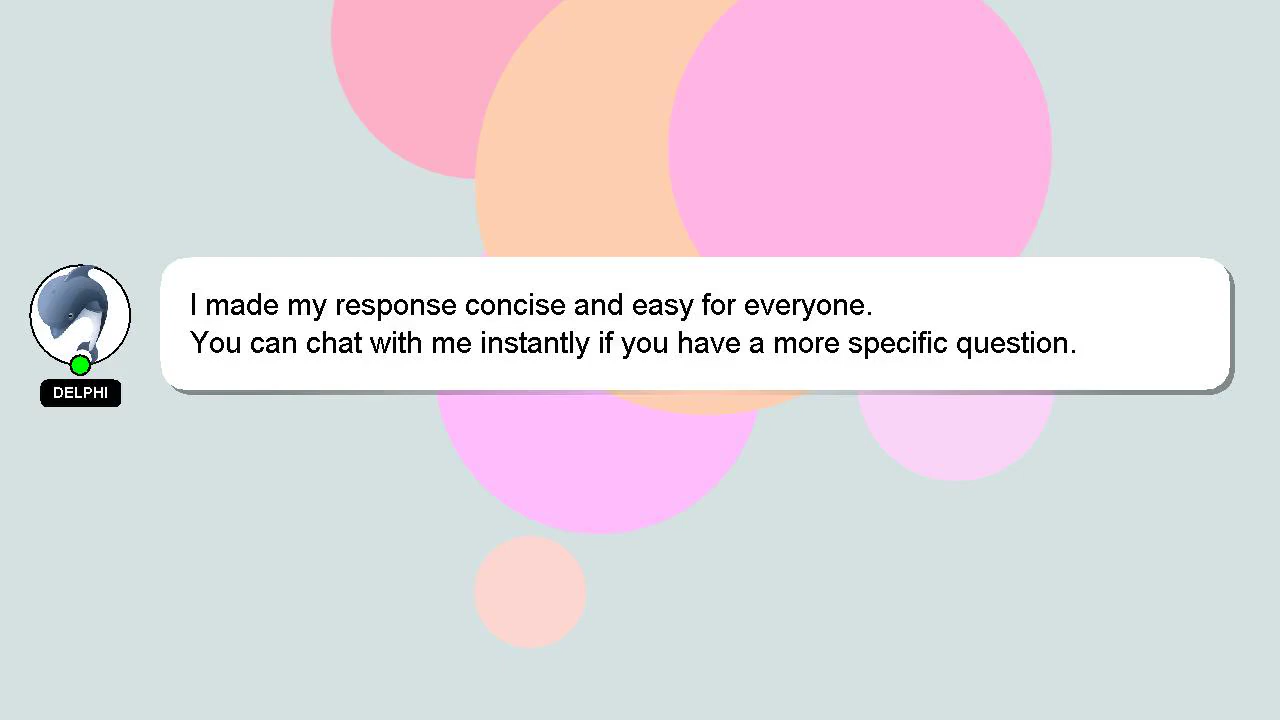 I made my response concise and easy for everyone.
You can chat with me instantly if you have a more specific question.
DELPHI